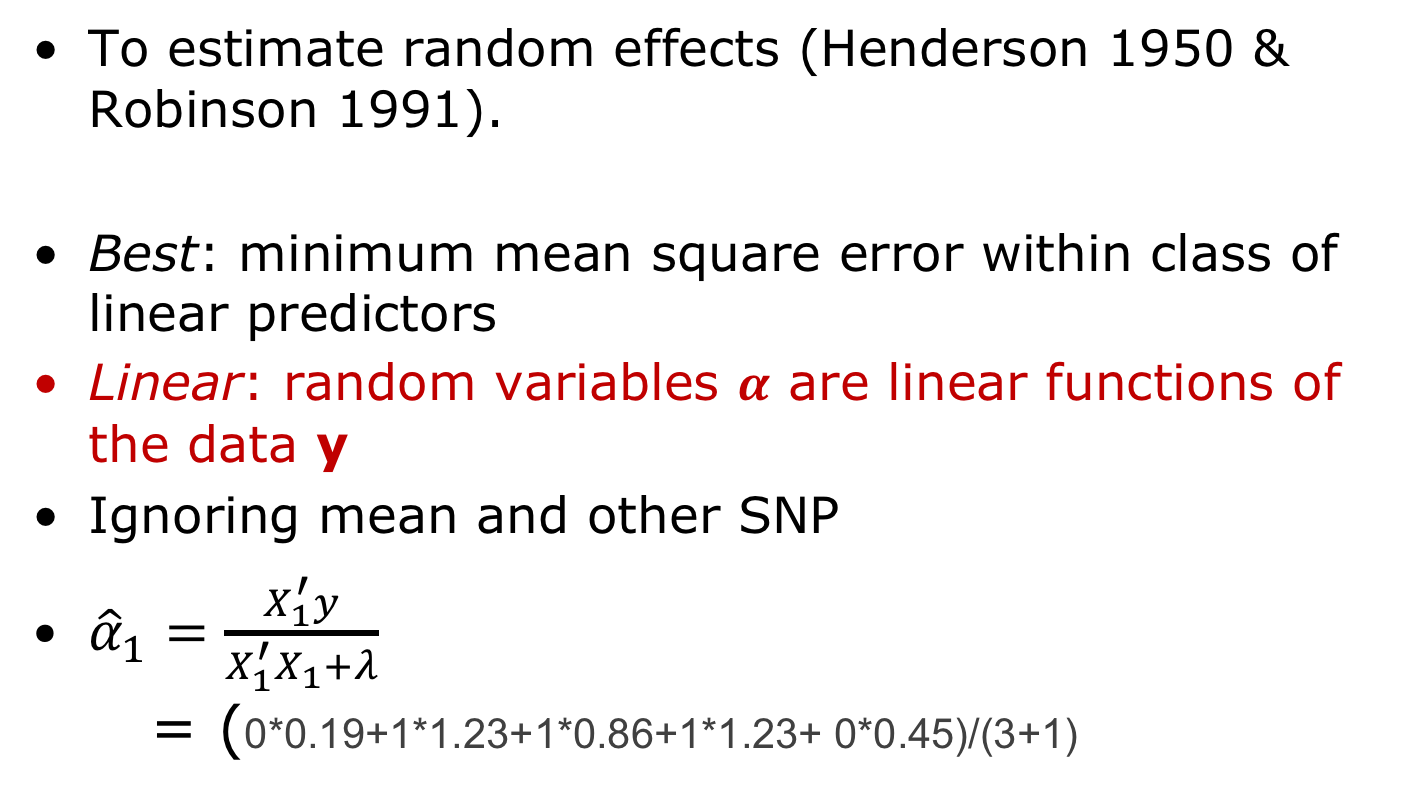 • To estimate random effects (Henderson 1950 &
Robinson 1991).
• Best: minimum mean square error within class of
linear predictors
• Linear: random variables 𝜶 are linear functions of
the data y
• Ignoring mean and other SNP
• α̂₁ = X₁′y / X₁′X₁+λ
= (0*0.19+1*1.23+1*0.86+1*1.23+ 0*0.45)/(3+1)